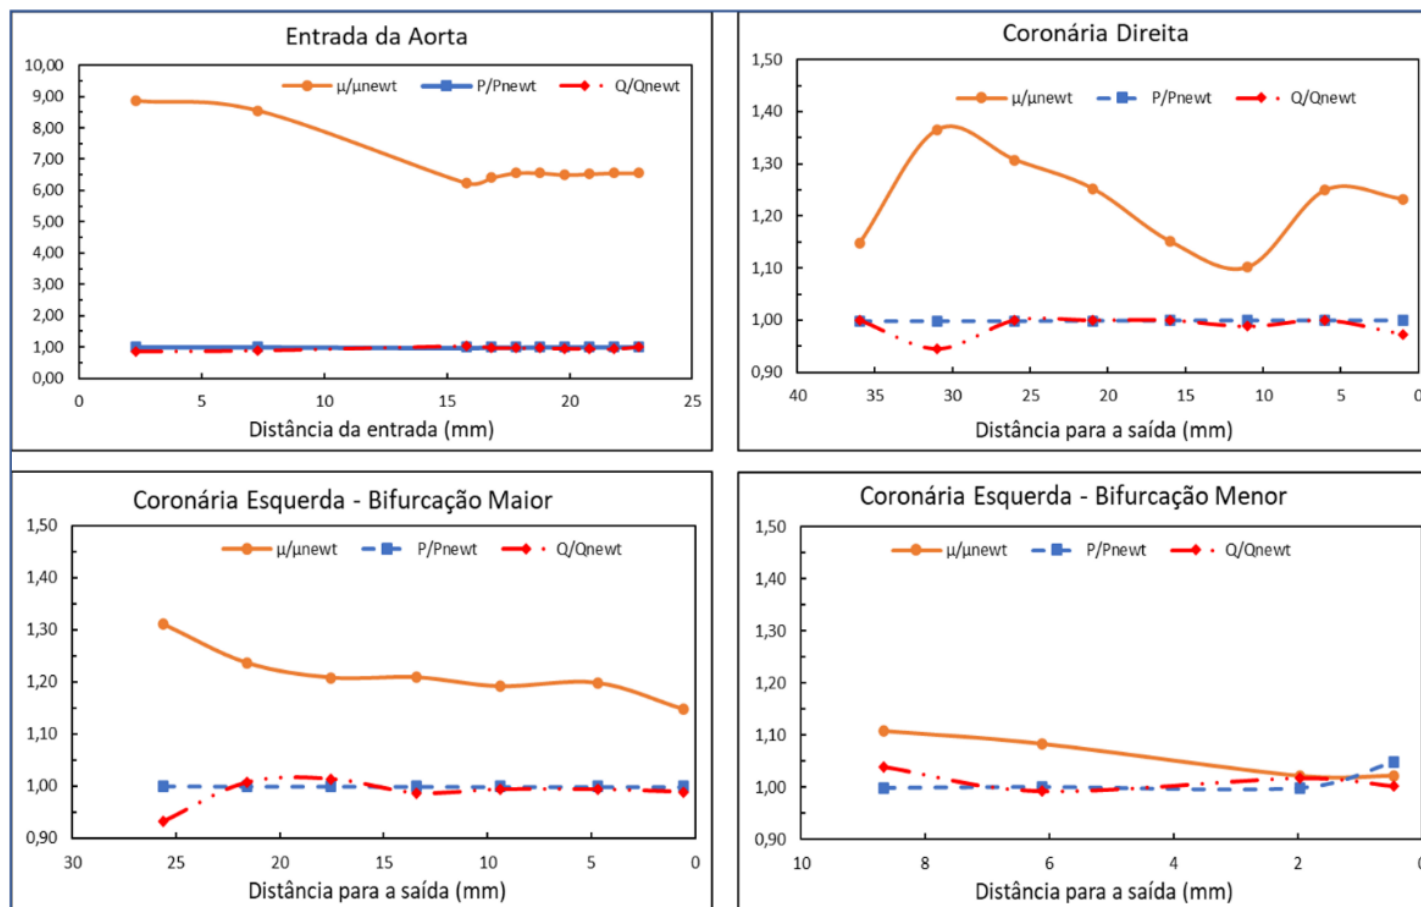 Entrada da Aorta
μ/μnewt P/Pnewt Q/Qnewt
10,00
9,00
8,00
7,00
6,00
5,00
4,00
3,00
2,00
1,00
0,00
0 5 10 15 20 25
Distância da entrada (mm)
Coronária Direita
1,50
μ/μnewt P/Pnewt Q/Qnewt
1,40
1,30
1,20
1,10
1,00
0,90
40 35 30 25 20 15 10 5 0
Distância para a saída (mm)
Coronária Esquerda - Bifurcação Maior
1,50
μ/μnewt P/Pnewt Q/Qnewt
1,40
1,30
1,20
1,10
1,00
0,90
30 25 20 15 10 5 0
Distância para a saída (mm)
Coronária Esquerda - Bifurcação Menor
1,50
μ/μnewt P/Pnewt Q/Qnewt
1,40
1,30
1,20
1,10
1,00
0,90
10 8 6 4 2 0
Distância para a saída (mm)